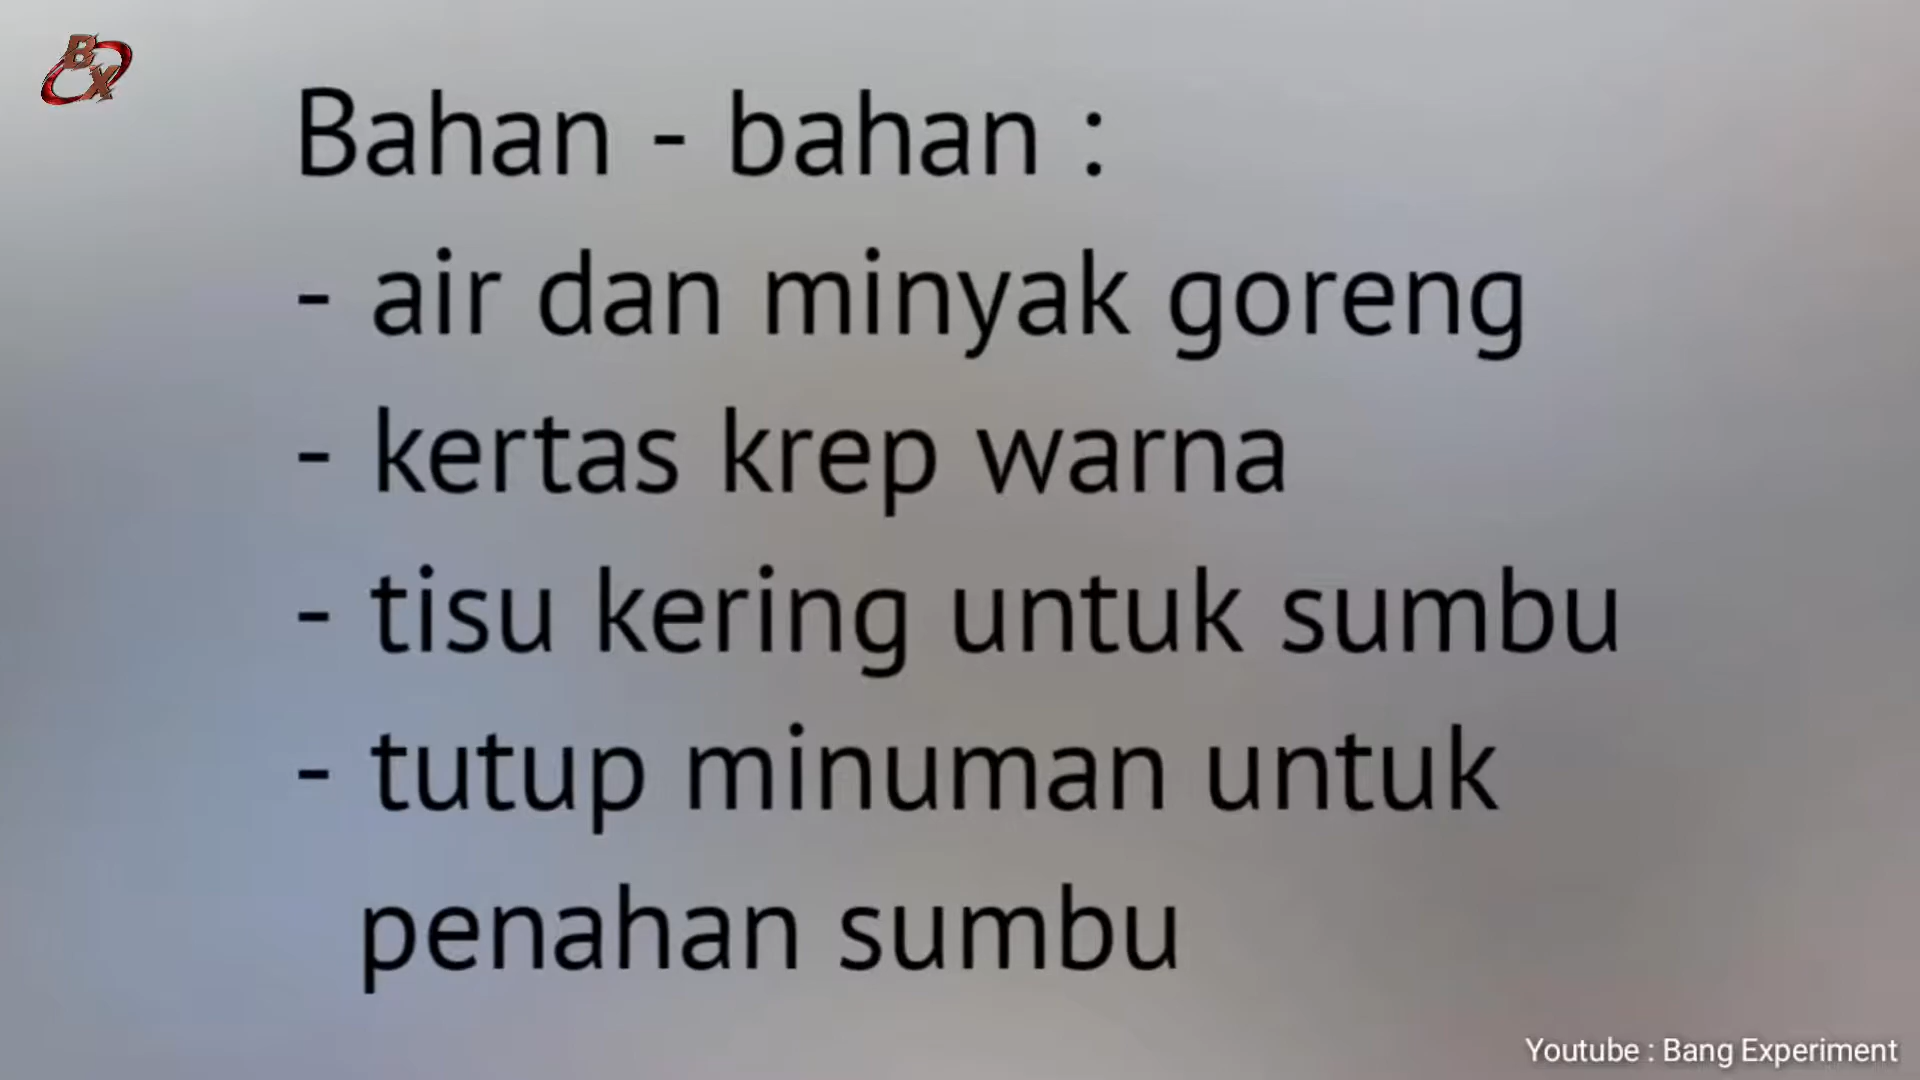 BX
Bahan - bahan :
- air dan minyak goreng
- kertas krep warna
- tisu kering untuk sumbu
- tutup minuman untuk
penahan sumbu
Youtube : Bang Experiment